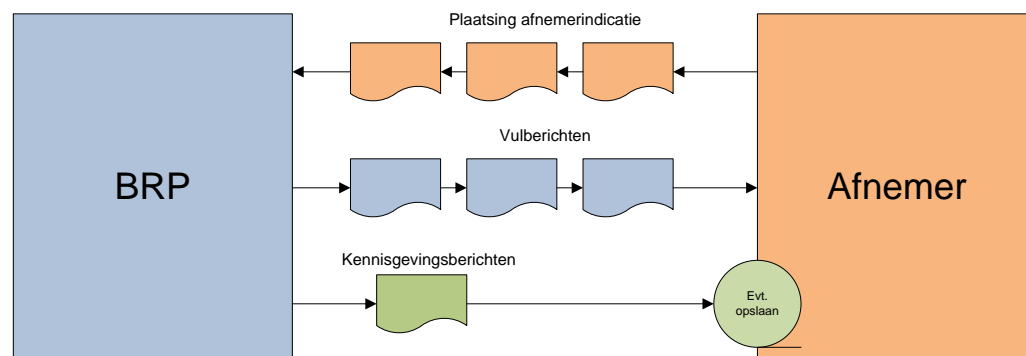 Plaatsing afnemerindicatie
BRP
Vulberichten
Afnemer
Kennisgevingsberichten
Evt.
opslaan